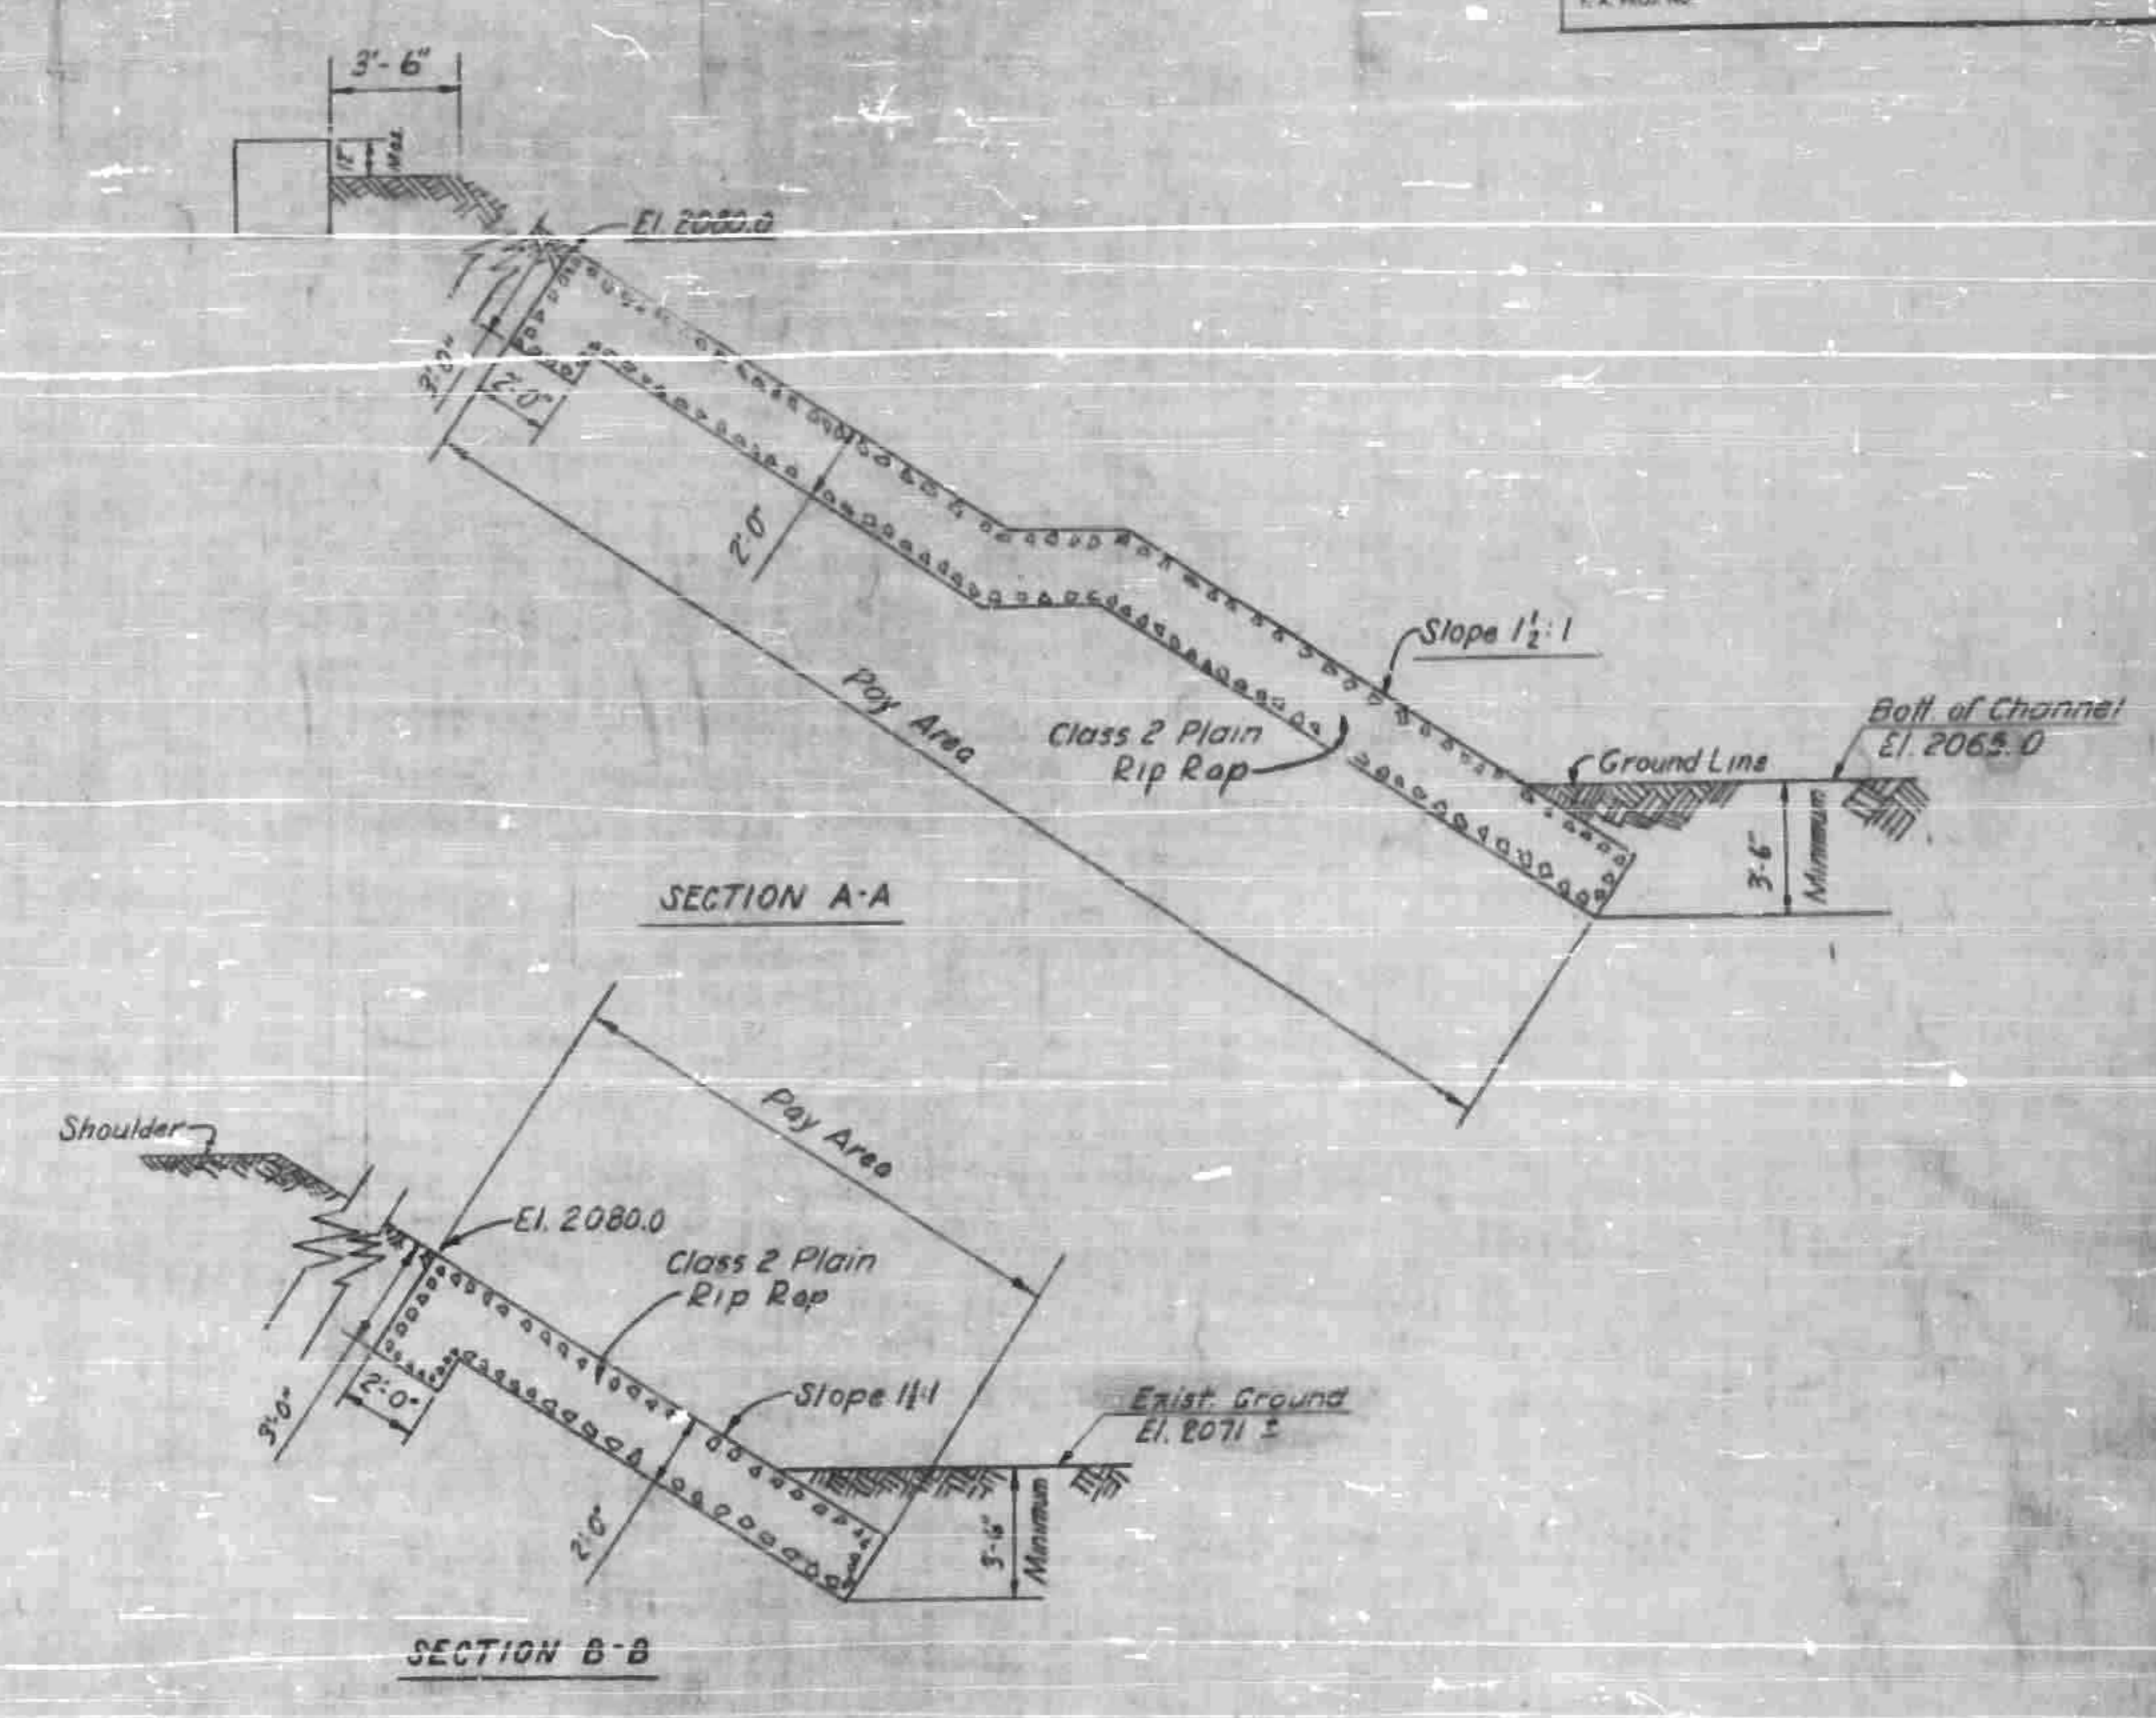 3'-6"
12"
Max.
El. 2080.0
3'-0"
2'-0"
2'-0"
Pay Area
Slope 1½:1
Class 2 Plain
Rip Rap
Ground Line
Bott. of Channel
3'-6"
Minimum
SECTION A-A
Pay Area
Shoulder
El. 2080.0
Class 2 Plain
Rip Rap
3'-0"
2'-0"
Slope 1½:1
Exist. Ground
El. 2071 ±
2'-0"
3'-6"
Minimum
SECTION B-B